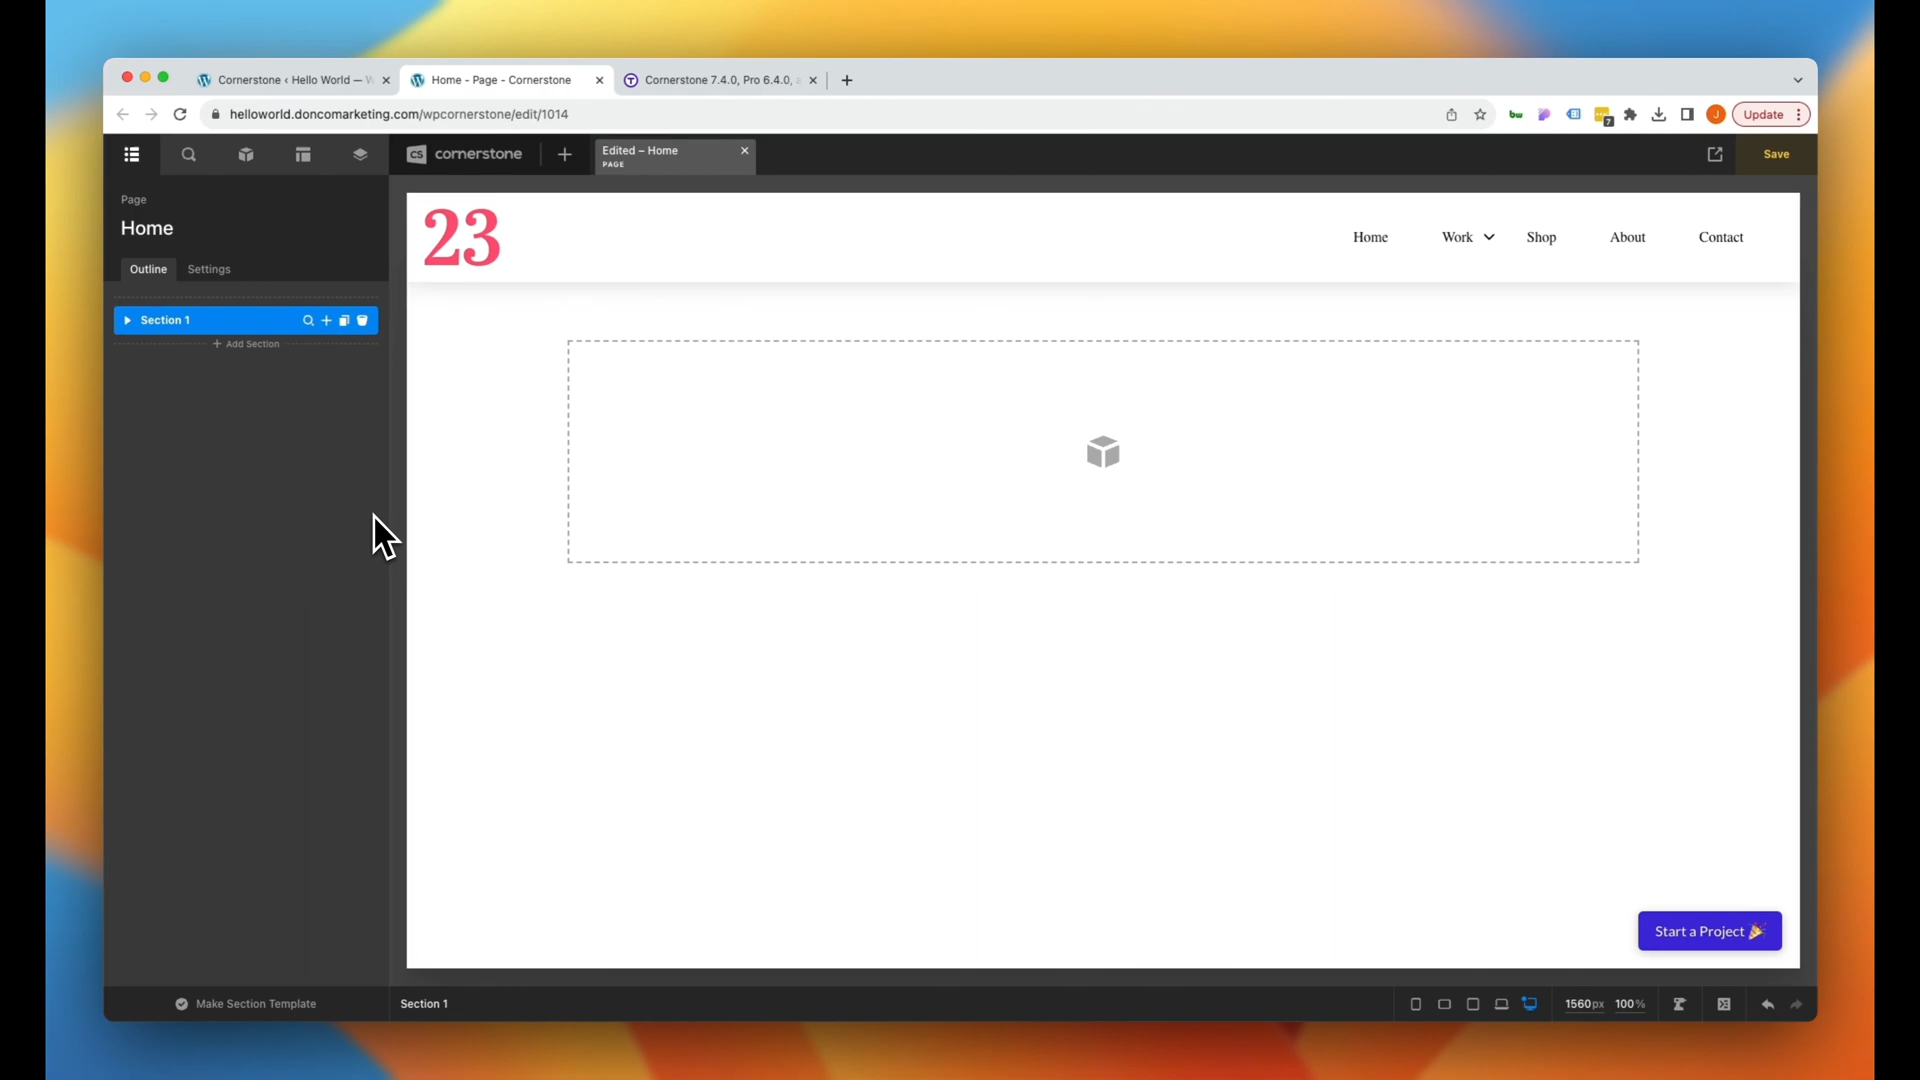 Cornerstone ‹ Hello World — W
Home - Page - Cornerstone
Cornerstone 7.4.0, Pro 6.4.0,
helloworld.doncomarketing.com/wpcornerstone/edit/1014
7
J
Update
cs cornerstone
Edited – Home
PAGE
Save
Page
Home
Outline
Settings
Section 1
Add Section
23
Home
Work
Shop
About
Contact
Start a Project 🎉
Make Section Template
Section 1
1560px
100%